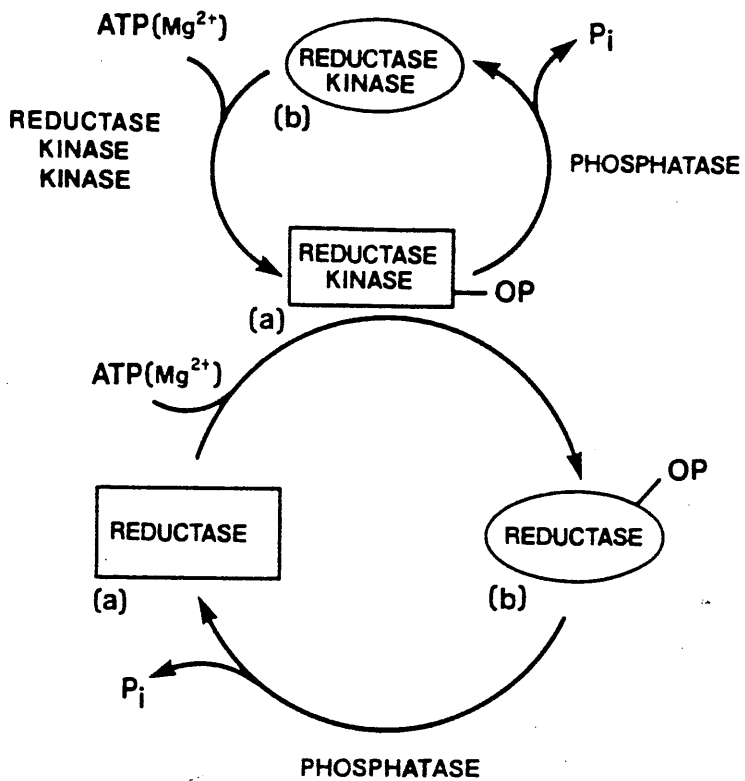 ATP(Mg²⁺)
REDUCTASE
KINASE
(b)
Pi
REDUCTASE
KINASE
KINASE
PHOSPHATASE
REDUCTASE
KINASE
OP
(a)
ATP(Mg²⁺)
OP
REDUCTASE
(a)
REDUCTASE
(b)
Pi
PHOSPHATASE